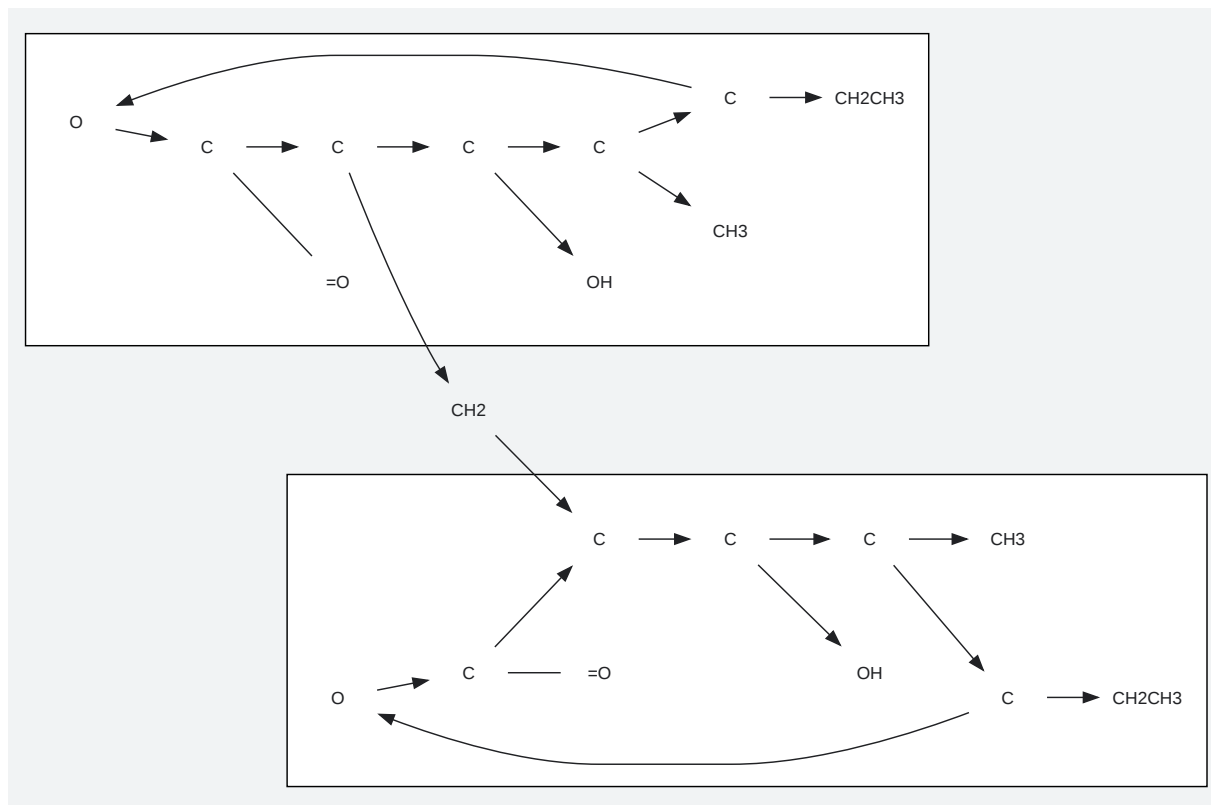 C CH2CH3
O
C C C C
CH3
=O OH
CH2
C C C CH3
C =O OH
O C CH2CH3